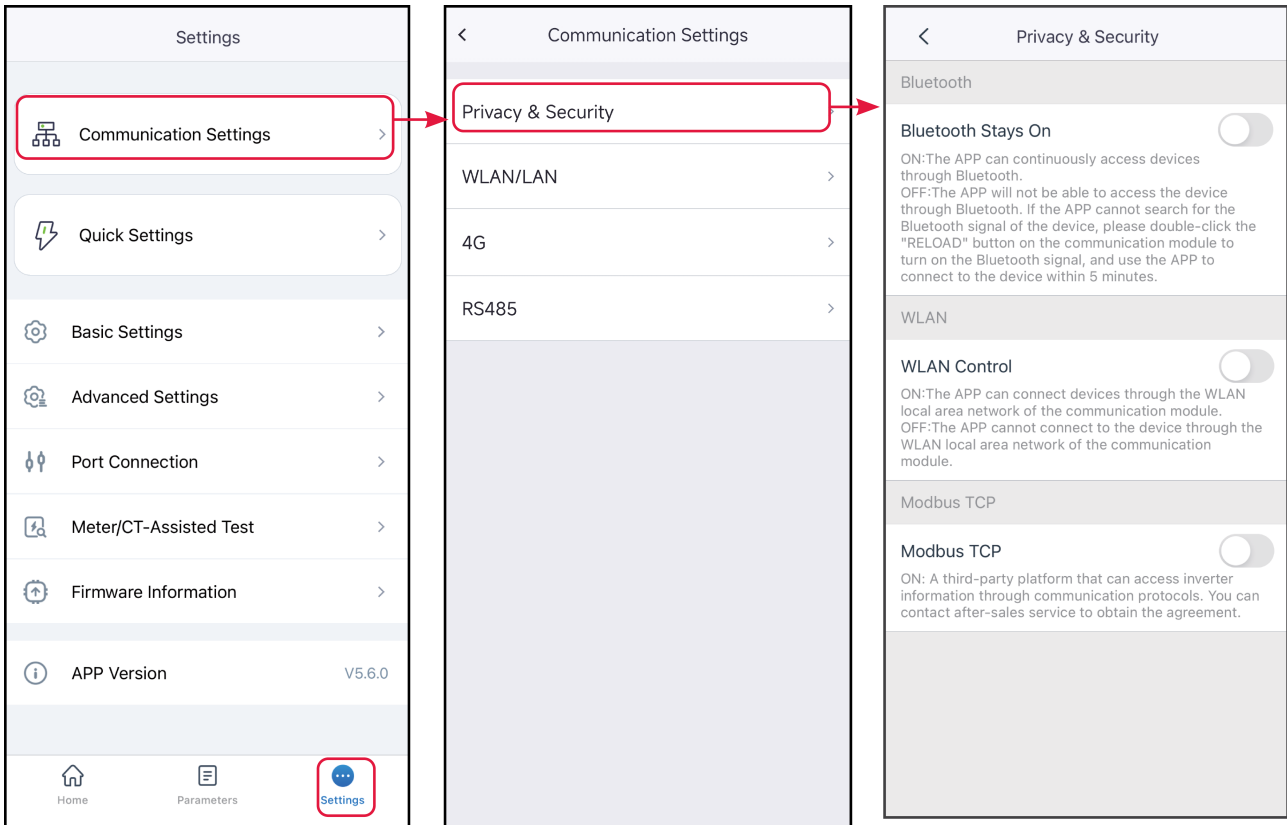 Settings
Communication Settings
Quick Settings
Basic Settings
Advanced Settings
Port Connection
Meter/CT-Assisted Test
Firmware Information
APP Version V5.6.0
Home Parameters Settings
Communication Settings
Privacy & Security
WLAN/LAN
4G
RS485
Privacy & Security
Bluetooth
Bluetooth Stays On
ON:The APP can continuously access devices
through Bluetooth.
OFF:The APP will not be able to access the device
through Bluetooth. If the APP cannot search for the
Bluetooth signal of the device, please double-click the
"RELOAD" button on the communication module to
turn on the Bluetooth signal, and use the APP to
connect to the device within 5 minutes.
WLAN
WLAN Control
ON:The APP can connect devices through the WLAN
local area network of the communication module.
OFF:The APP cannot connect to the device through the
WLAN local area network of the communication
module.
Modbus TCP
Modbus TCP
ON: A third-party platform that can access inverter
information through communication protocols. You can
contact after-sales service to obtain the agreement.